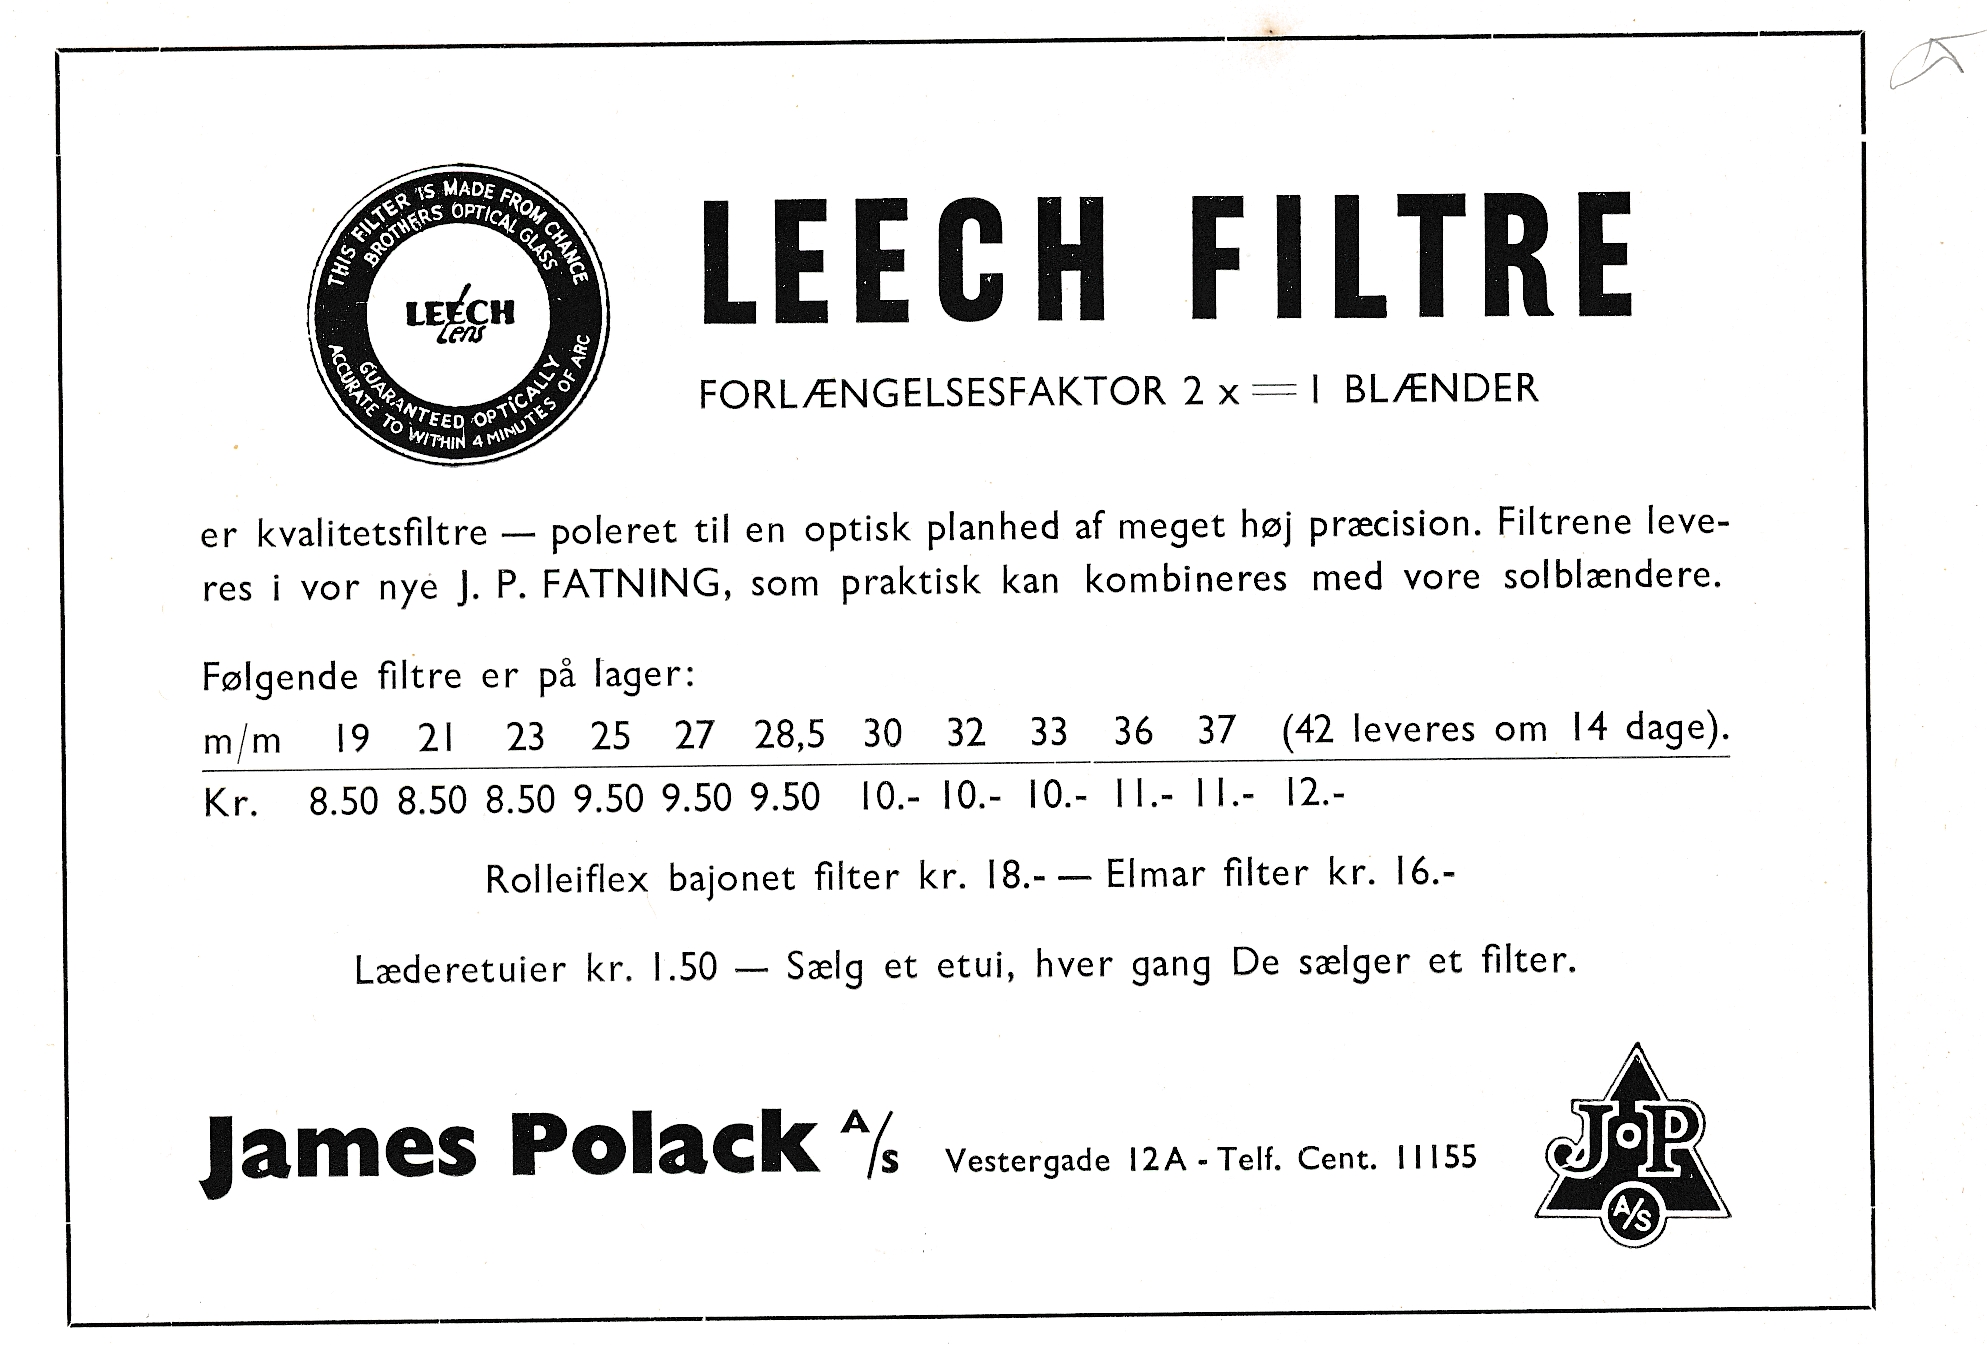 THIS FILTER IS MADE FROM CHANCE
BROTHERS OPTICAL GLASS
LEECH
Lens
GUARANTEED OPTICALLY
ACCURATE TO WITHIN 4 MINUTES OF ARC
LEECH FILTRE
FORLÆNGELSESFAKTOR 2 x = 1 BLÆNDER
er kvalitetsfiltre — poleret til en optisk planhed af meget høj præcision. Filtrene leve-
res i vor nye J. P. FATNING, som praktisk kan kombineres med vore solblændere.
Følgende filtre er på lager:
m/m 19 21 23 25 27 28,5 30 32 33 36 37 (42 leveres om 14 dage).
Kr. 8.50 8.50 8.50 9.50 9.50 9.50 10.- 10.- 10.- 11.- 11.- 12.-
Rolleiflex bajonet filter kr. 18.- — Elmar filter kr. 16.-
Læderetuier kr. 1.50 — Sælg et etui, hver gang De sælger et filter.
James Polack A/s Vestergade 12A - Telf. Cent. 11155
JoP
A/S